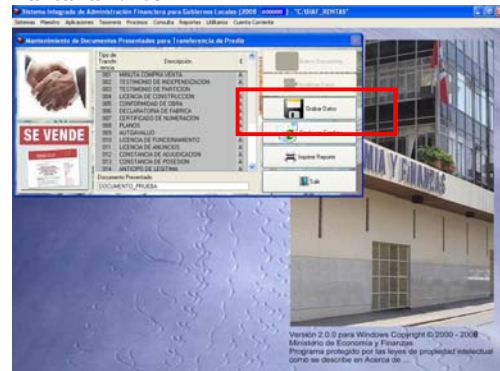 Sistema Integrado de Administración Financiera para Gobiernos Locales (2008
) - "C:\SIAF_RENTAS"
Sistemas Maestro Aplicaciones Tesoreria Procesos Consulta Reportes Utilitarios Cuenta Corriente
Mantenimiento de Documentos Presentados para Transferencia de Predio
Tipo de Transferencia Descripción E
001 MINUTA COMPRA VENTA A
002 TESTIMONIO DE INDEPENDIZACION A
003 TESTIMONIO DE PARTICION A
004 LICENCIA DE CONSTRUCCION A
005 CONFORMIDAD DE OBRA A
006 DECLARATORIA DE FABRICA A
007 CERTIFICADO DE NUMERACION A
008 PLANOS A
009 AUTOAVALUO A
010 LICENCIA DE FUNCIONAMIENTO A
011 LICENCIA DE ANUNCIOS A
012 CONSTANCIA DE ADJUDICACION A
013 CONSTANCIA DE POSESION A
014 ANTICIPO DE LEGITIMA A
Documento Presentado
DOCUMENTO_PRUEBA
Grabar Datos
Imprimir Reporte
Salir
SE VENDE
MIA Y FINANZAS
Versión 2.0.0 para Windows Copyright © 2000 - 2008
Ministerio de Economía y Finanzas
Programa protegido por las leyes de propiedad intelectual
como se describe en Acerca de ...